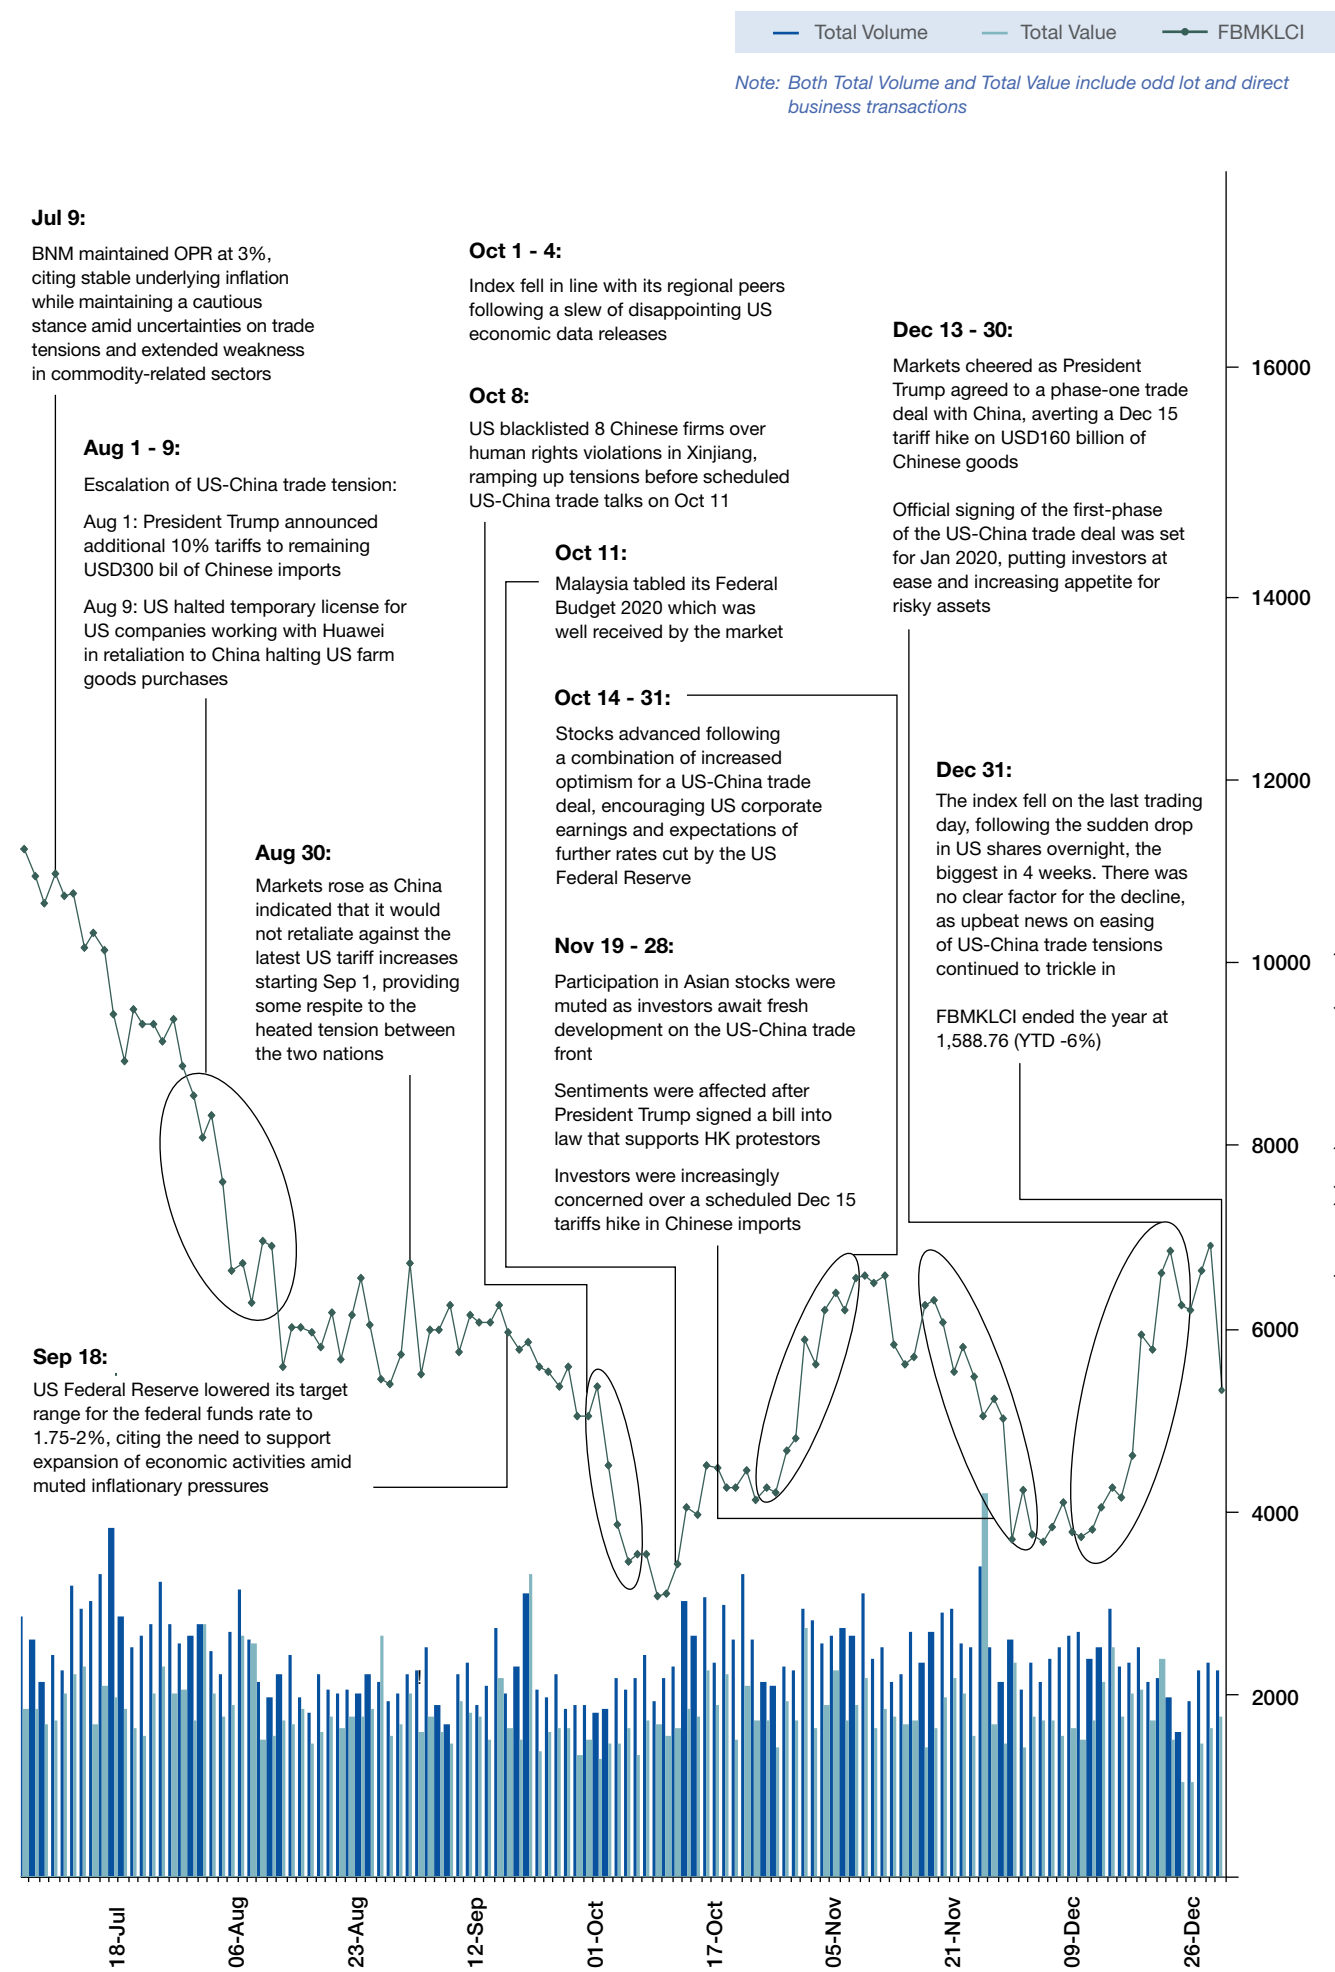 Total Volume
Total Value
FBMKLCI
Note: Both Total Volume and Total Value include odd lot and direct
business transactions
Jul 9:
BNM maintained OPR at 3%,
citing stable underlying inflation
while maintaining a cautious
stance amid uncertainties on trade
tensions and extended weakness
in commodity-related sectors
Aug 1 - 9:
Escalation of US-China trade tension:
Aug 1: President Trump announced
additional 10% tariffs to remaining
USD300 bil of Chinese imports
Aug 9: US halted temporary license for
US companies working with Huawei
in retaliation to China halting US farm
goods purchases
Aug 30:
Markets rose as China
indicated that it would
not retaliate against the
latest US tariff increases
starting Sep 1, providing
some respite to the
heated tension between
the two nations
Sep 18:
US Federal Reserve lowered its target
range for the federal funds rate to
1.75-2%, citing the need to support
expansion of economic activities amid
muted inflationary pressures
Oct 1 - 4:
Index fell in line with its regional peers
following a slew of disappointing US
economic data releases
Oct 8:
US blacklisted 8 Chinese firms over
human rights violations in Xinjiang,
ramping up tensions before scheduled
US-China trade talks on Oct 11
Oct 11:
Malaysia tabled its Federal
Budget 2020 which was
well received by the market
Oct 14 - 31:
Stocks advanced following
a combination of increased
optimism for a US-China trade
deal, encouraging US corporate
earnings and expectations of
further rates cut by the US
Federal Reserve
Nov 19 - 28:
Participation in Asian stocks were
muted as investors await fresh
development on the US-China trade
front
Sentiments were affected after
President Trump signed a bill into
law that supports HK protestors
Investors were increasingly
concerned over a scheduled Dec 15
tariffs hike in Chinese imports
Dec 13 - 30:
Markets cheered as President
Trump agreed to a phase-one trade
deal with China, averting a Dec 15
tariff hike on USD160 billion of
Chinese goods
Official signing of the first-phase
of the US-China trade deal was set
for Jan 2020, putting investors at
ease and increasing appetite for
risky assets
Dec 31:
The index fell on the last trading
day, following the sudden drop
in US shares overnight, the
biggest in 4 weeks. There was
no clear factor for the decline,
as upbeat news on easing
of US-China trade tensions
continued to trickle in
FBMKLCI ended the year at
1,588.76 (YTD -6%)
16000
14000
12000
10000
8000
6000
4000
2000
18-Jul
06-Aug
23-Aug
12-Sep
01-Oct
17-Oct
05-Nov
21-Nov
09-Dec
26-Dec